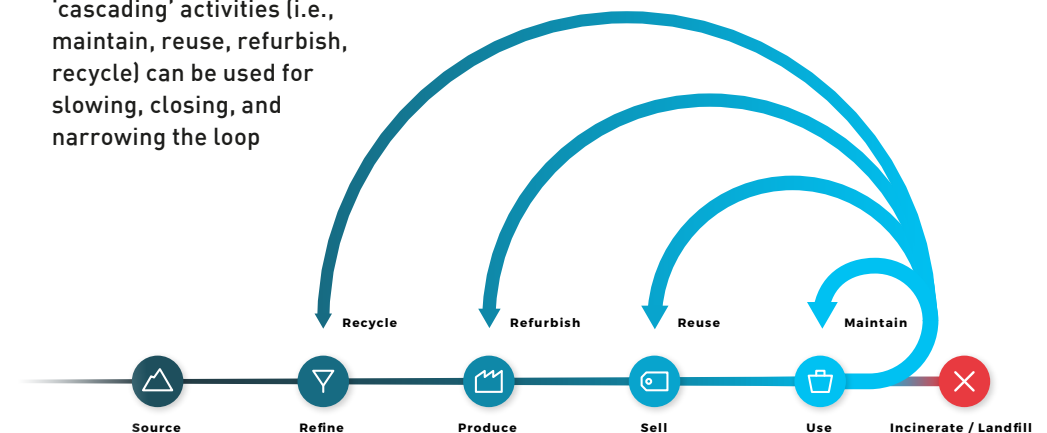 'cascading' activities (i.e.,
maintain, reuse, refurbish,
recycle) can be used for
slowing, closing, and
narrowing the loop
Recycle
Refurbish
Reuse
Maintain
Source
Refine
Produce
Sell
Use
Incinerate / Landfill